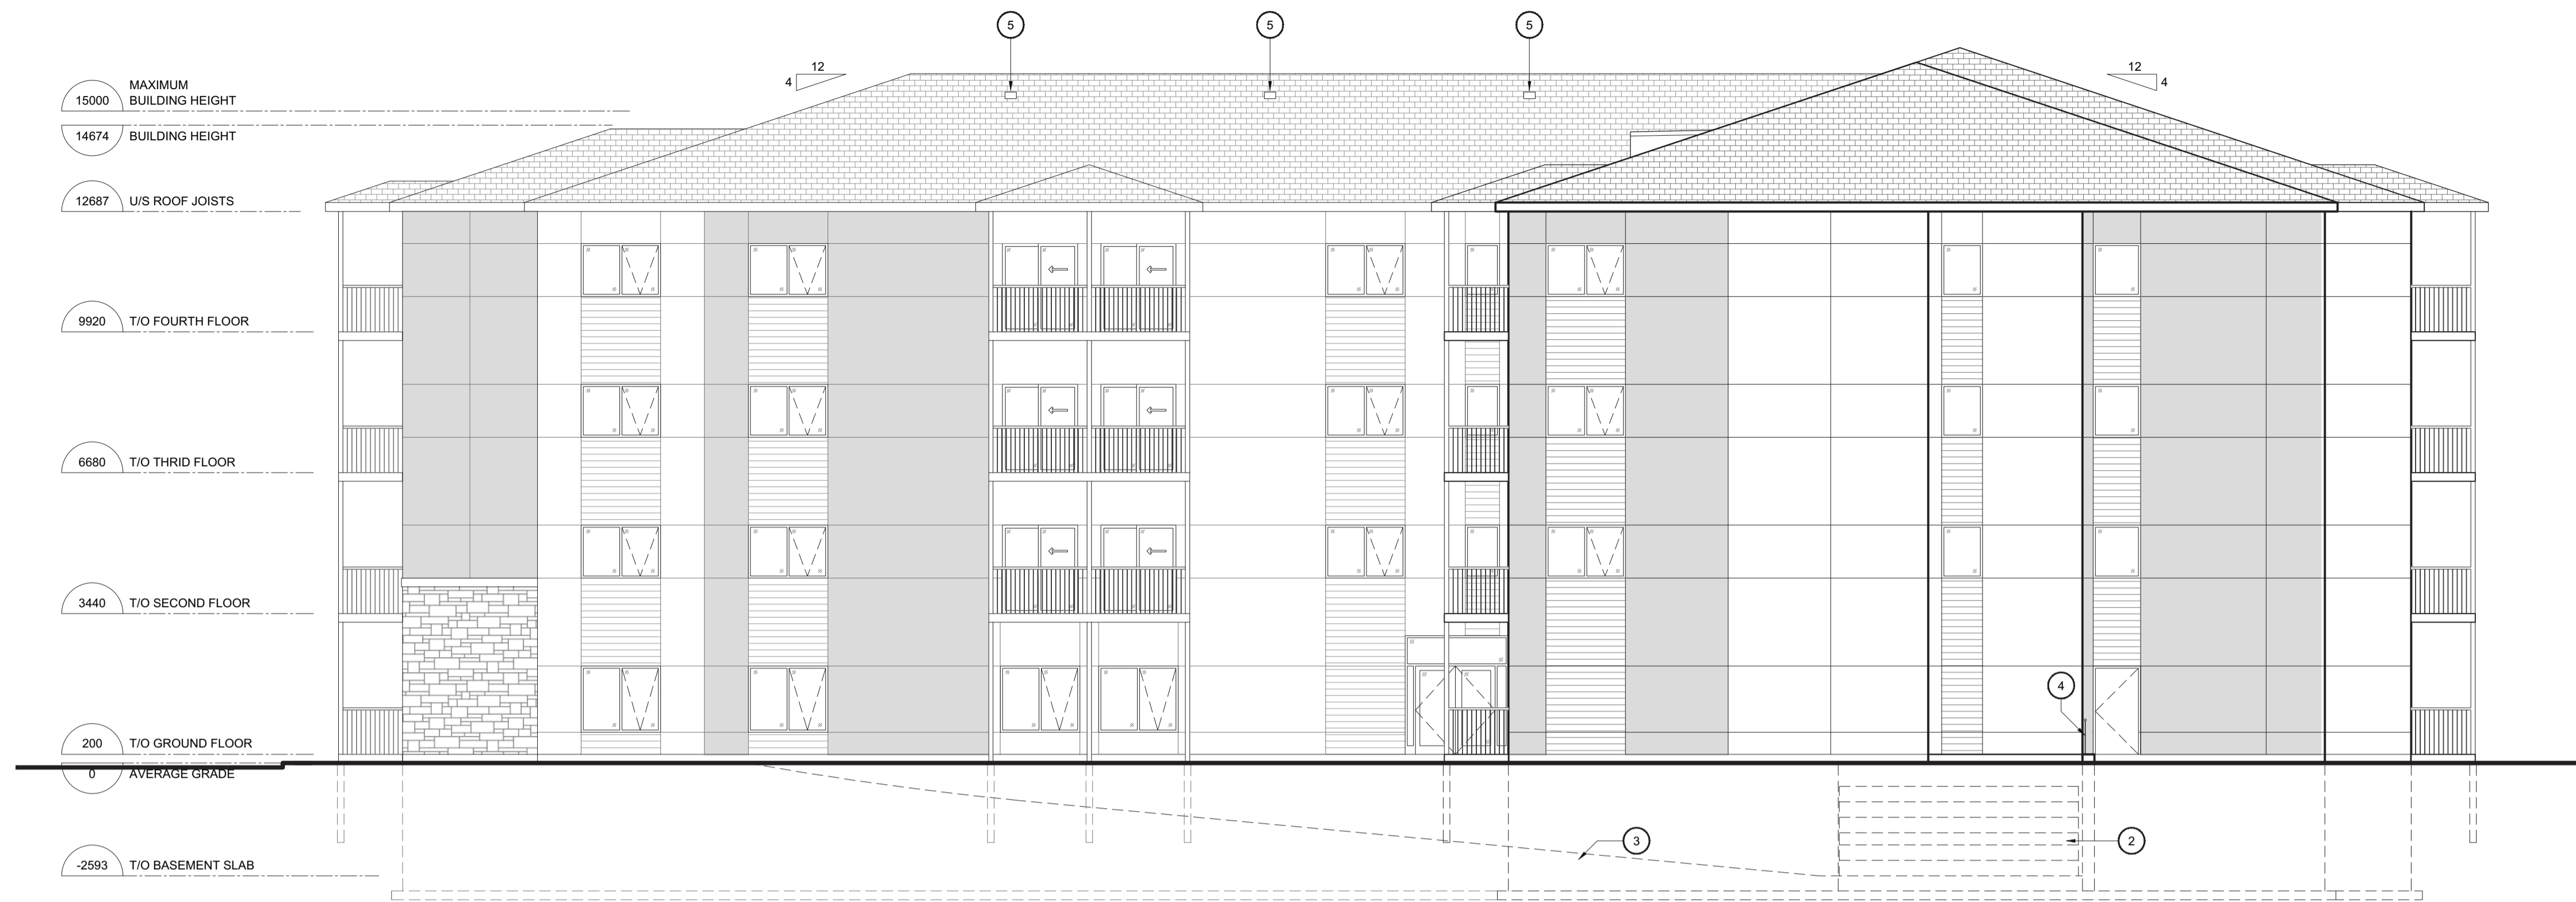 5
5
5
12
4
12
4
MAXIMUM
15000 BUILDING HEIGHT
14674 BUILDING HEIGHT
12687 U/S ROOF JOISTS
9920 T/O FOURTH FLOOR
6680 T/O THRID FLOOR
3440 T/O SECOND FLOOR
4
200 T/O GROUND FLOOR
0 AVERAGE GRADE
3
2
-2593 T/O BASEMENT SLAB